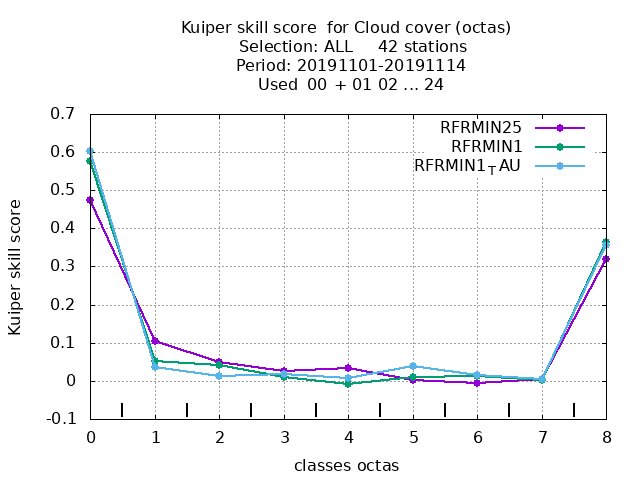 Kuiper skill score  for Cloud cover (octas)
Selection: ALL     42 stations
Period: 20191101-20191114
Used  00 + 01 02 ... 24
RFRMIN25
RFRMIN1
RFRMIN1TAU
0.7
0.6
0.5
0.4
0.3
0.2
0.1
0
-0.1
Kuiper skill score
0 1 2 3 4 5 6 7 8
classes octas